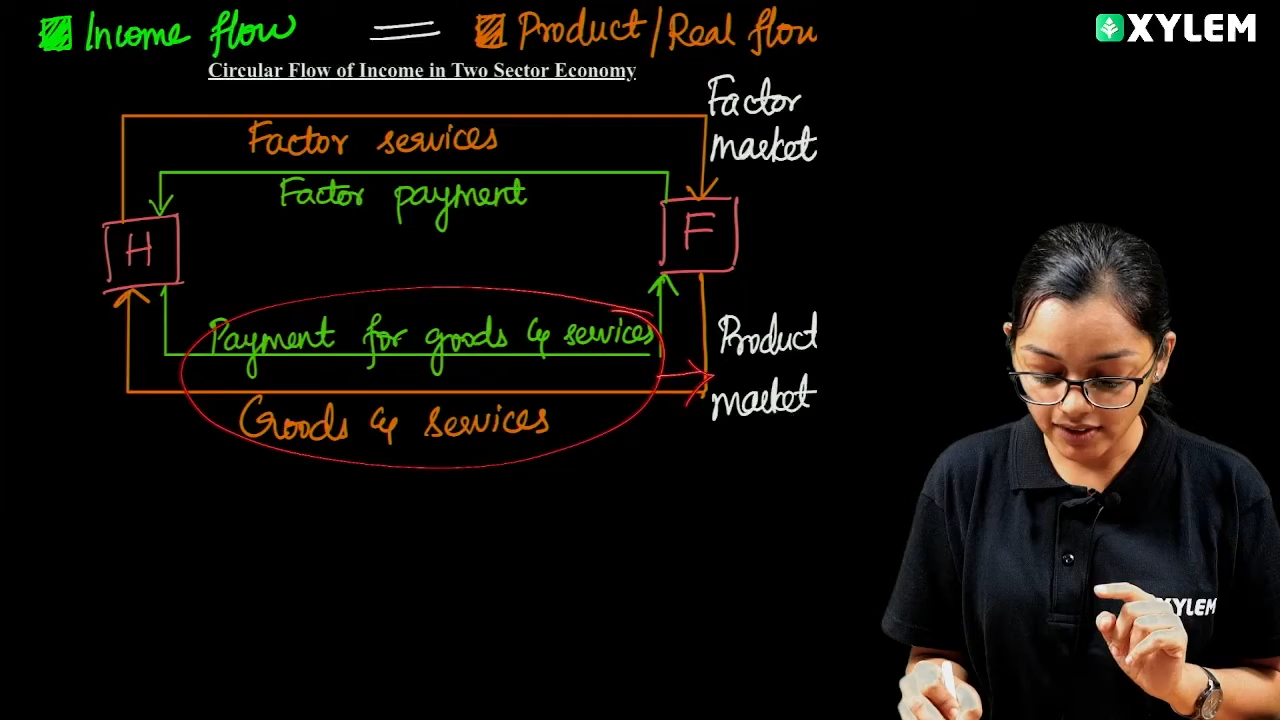 Income flow = Product/Real flow
XYLEM
Circular Flow of Income in Two Sector Economy
Factor
market
Factor services
Factor payment
H
F
Payment for goods & services
Product
market
Goods & services
XYLEM